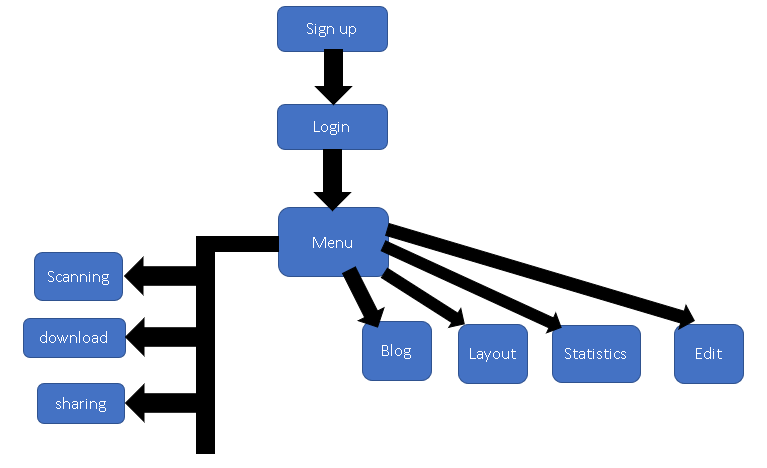 Sign up
Login
Menu
Scanning
download
sharing
Blog
Layout
Statistics
Edit